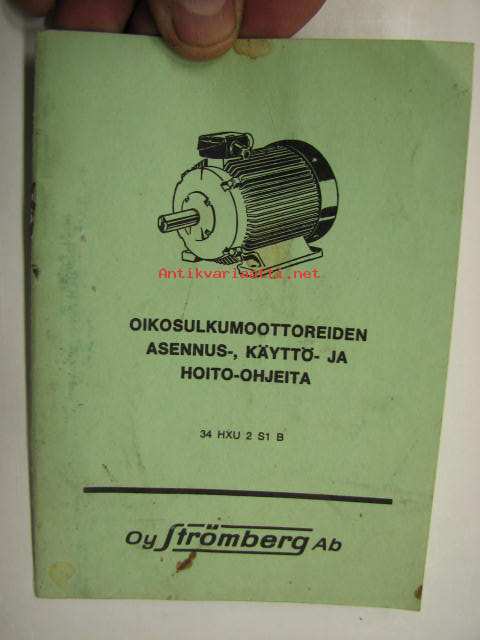 Antikvariaatti.net
OIKOSULKUMOOTTOREIDEN
ASENNUS-, KÄYTTÖ- JA
HOITO-OHJEITA
34 HXU 2 S1 B
Oy Strömberg Ab